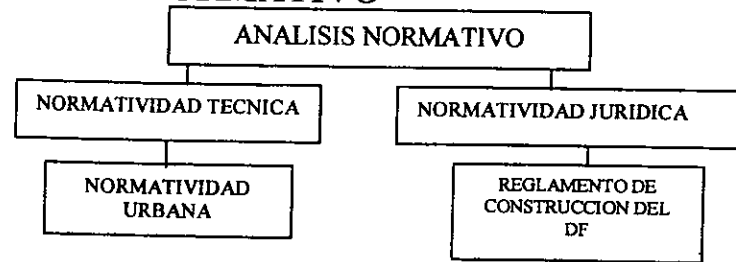 ANALISIS NORMATIVO
NORMATIVIDAD TECNICA
NORMATIVIDAD JURIDICA
NORMATIVIDAD
URBANA
REGLAMENTO DE
CONSTRUCCION DEL
DF